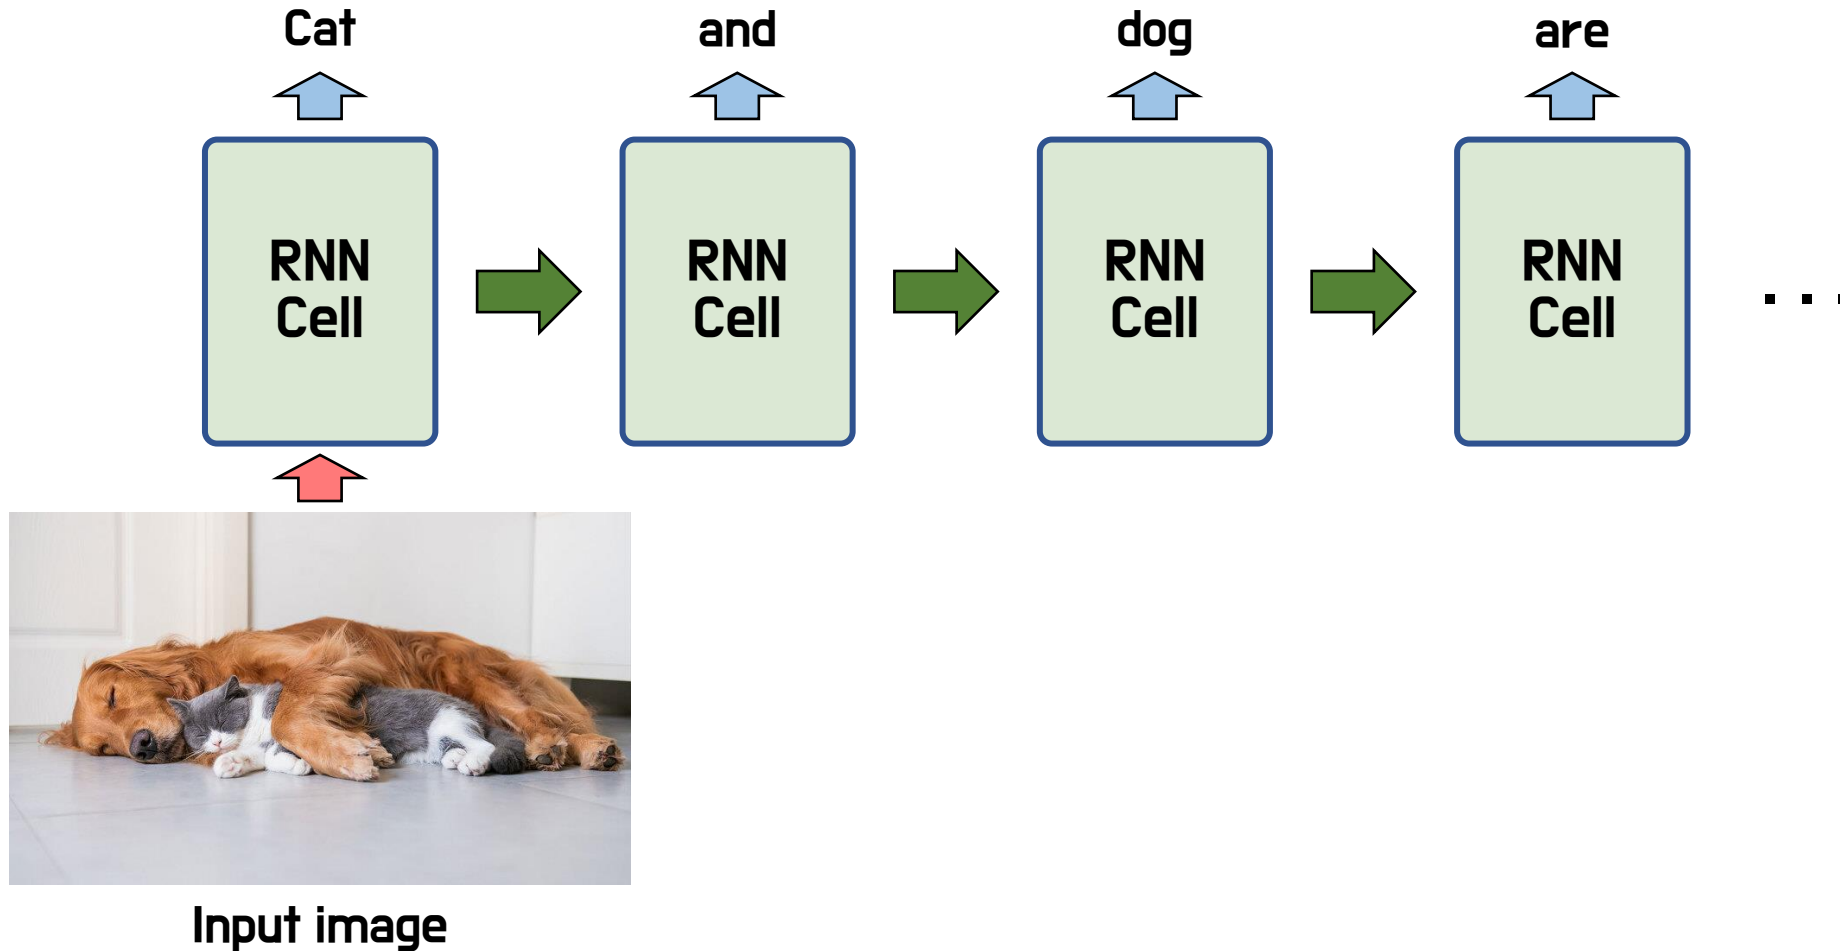 Cat and dog are
RNN RNN RNN RNN
Cell Cell Cell Cell
. . .
Input image